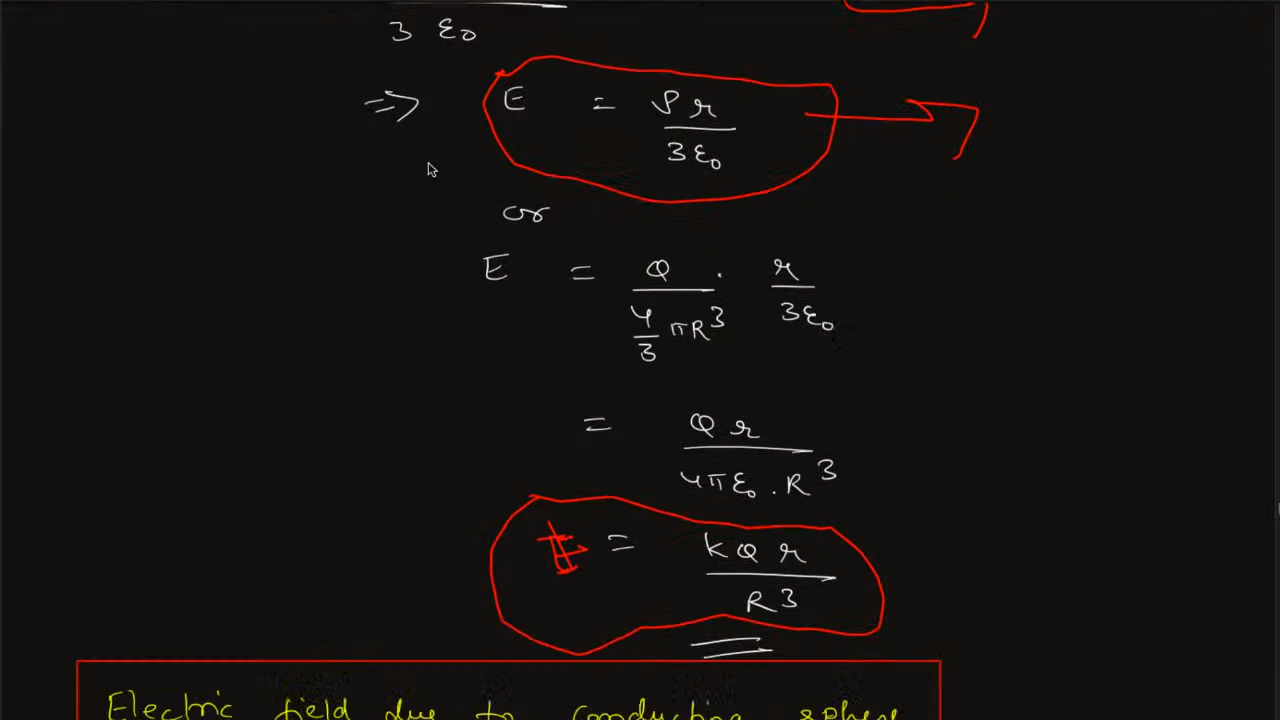 3 ε₀
=> E = ρr / 3ε₀
or
E = Q / (4/3 πR³) · r / 3ε₀
= Qr / 4πε₀.R³
E = kQr / R³
Electric field due to conducting sphere